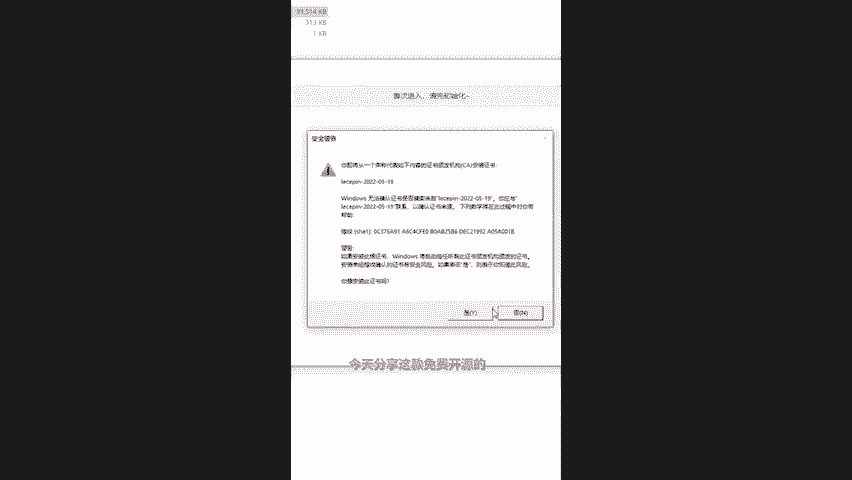 91,514 KB
313 KB
1 KB
首次进入，请先初始化~
安全警告
你即将从一个声称代表如下内容的证书颁发机构(CA)安装证书:
lecepin-2022-05-19
Windows 无法确认证书是否确实来自"lecepin-2022-05-19"。你应与"
lecepin-2022-05-19"联系，以确认证书来源。下列数字将在此过程中对你有
帮助:
指纹 (sha1):
警告:
如果安装此根证书，Windows 将自动信任所有此证书颁发机构颁发的证书。
安装未经指纹确认的证书有安全风险。如果单击"是"，则表示你知道此风险。
你想安装此证书吗?
是(Y)
否(N)
今天分享这款免费开源的